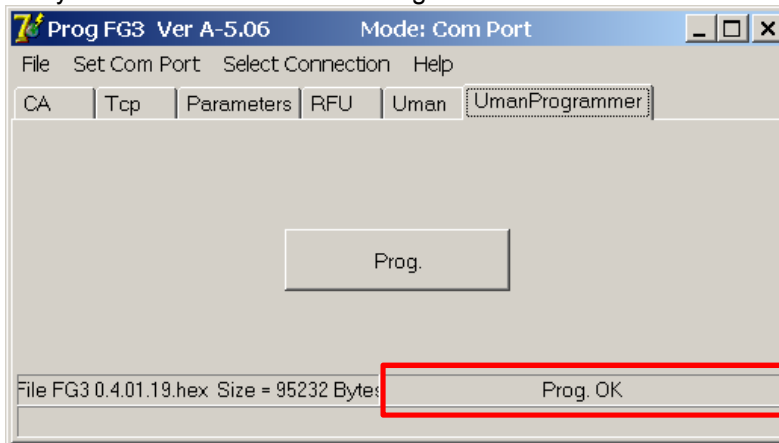 Prog FG3 Ver A-5.06 Mode: Com Port
File Set Com Port Select Connection Help
CA Tcp Parameters RFU Uman UmanProgrammer
Prog.
File FG3 0.4.01.19.hex Size = 95232 Bytes Prog. OK